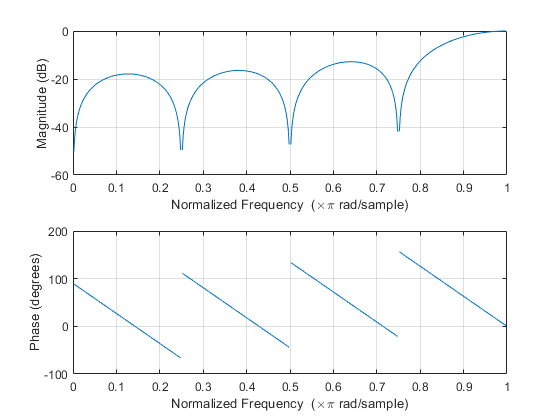 0
-20
-40
-60
Magnitude (dB)
0 0.1 0.2 0.3 0.4 0.5 0.6 0.7 0.8 0.9 1
Normalized Frequency (×π rad/sample)
200
100
0
-100
Phase (degrees)
0 0.1 0.2 0.3 0.4 0.5 0.6 0.7 0.8 0.9 1
Normalized Frequency (×π rad/sample)